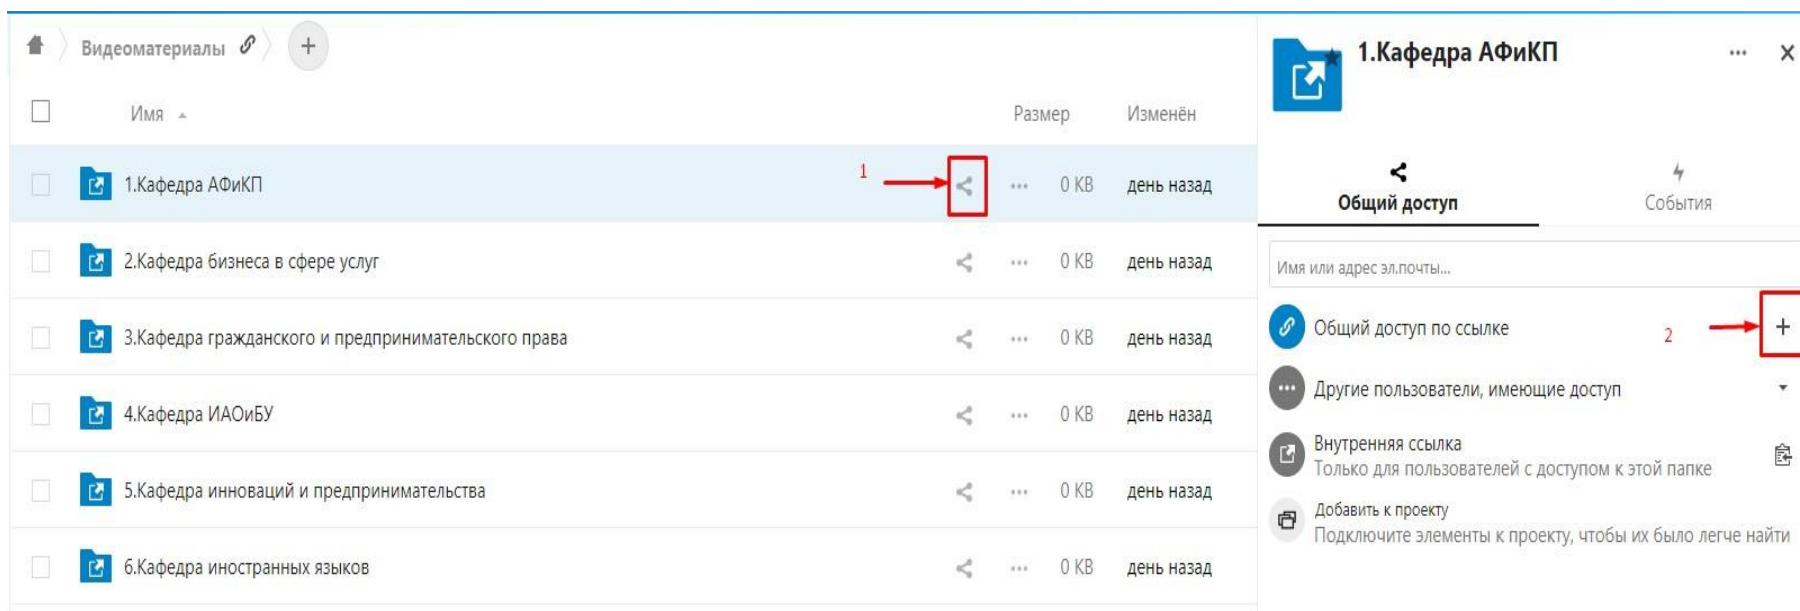 Видеоматериалы
Имя Размер Изменён
1.Кафедра АФиКП 1 0 KB день назад
2.Кафедра бизнеса в сфере услуг 0 KB день назад
3.Кафедра гражданского и предпринимательского права 0 KB день назад
4.Кафедра ИАОиБУ 0 KB день назад
5.Кафедра инноваций и предпринимательства 0 KB день назад
6.Кафедра иностранных языков 0 KB день назад
1.Кафедра АФиКП
Общий доступ События
Имя или адрес эл.почты...
Общий доступ по ссылке 2
Другие пользователи, имеющие доступ
Внутренняя ссылка
Только для пользователей с доступом к этой папке
Добавить к проекту
Подключите элементы к проекту, чтобы их было легче найти